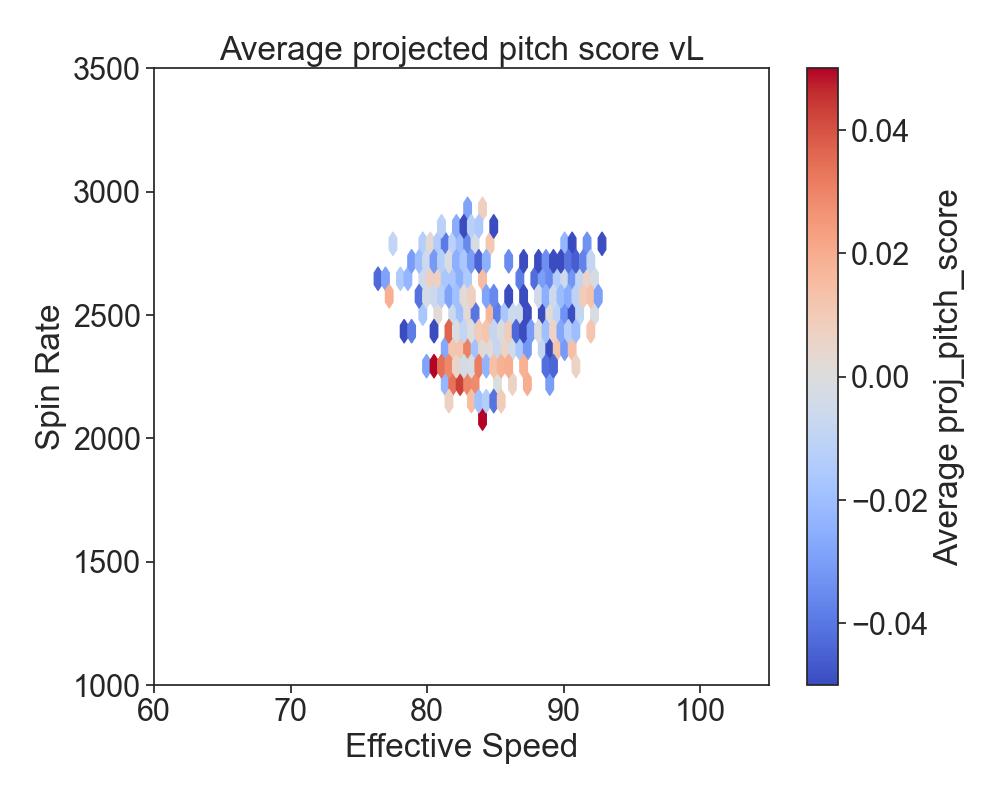 Average projected pitch score vL
3500
3000
2500
2000
1500
1000
Spin Rate
60 70 80 90 100
Effective Speed
0.04
0.02
0.00
−0.02
−0.04
Average proj_pitch_score